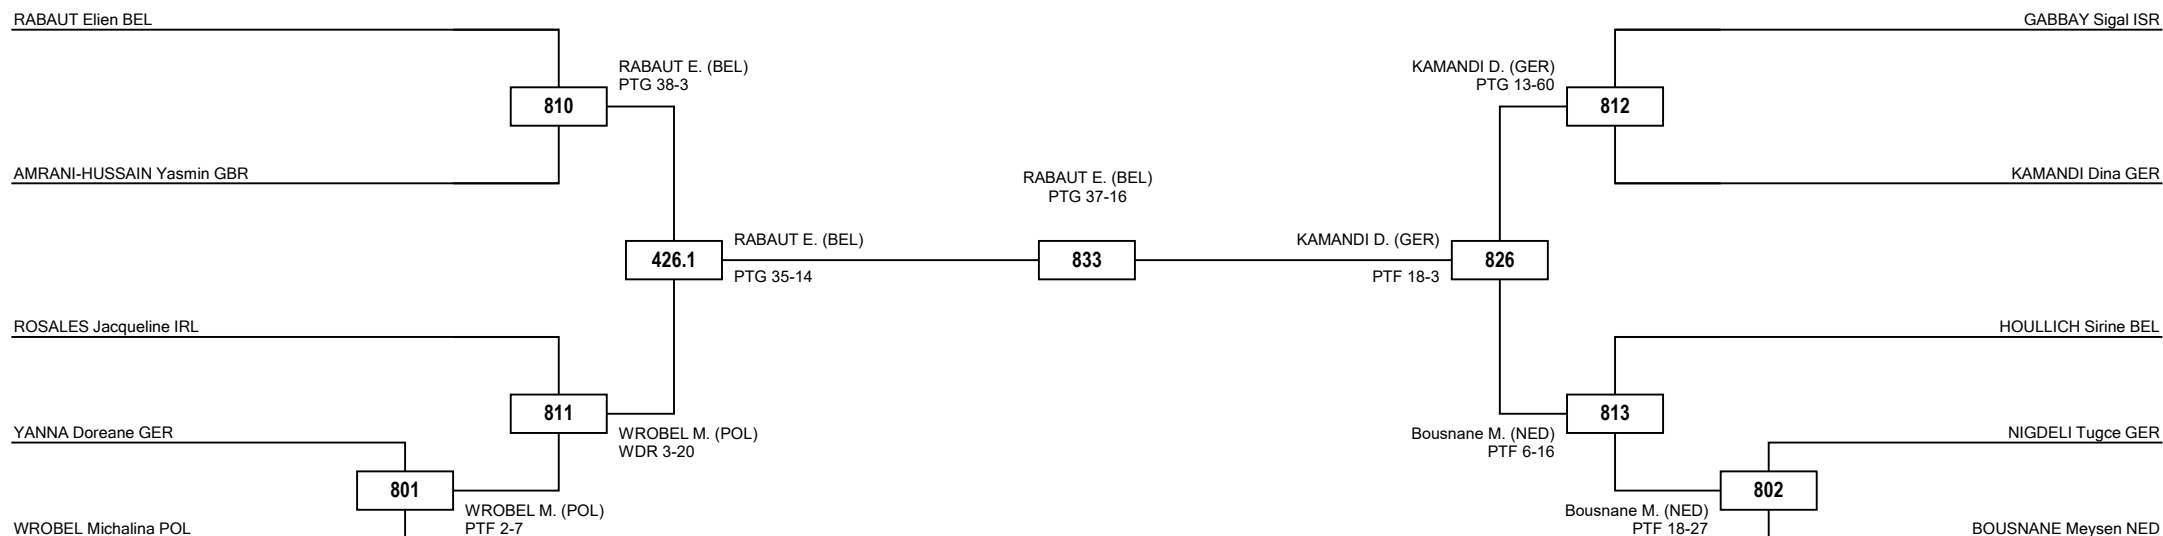 RABAUT Elien BEL
GABBAY Sigal ISR
RABAUT E. (BEL)
PTG 38-3
KAMANDI D. (GER)
PTG 13-60
810
812
AMRANI-HUSSAIN Yasmin GBR
KAMANDI Dina GER
RABAUT E. (BEL)
PTG 37-16
RABAUT E. (BEL)
PTG 35-14
KAMANDI D. (GER)
PTF 18-3
426.1
833
826
ROSALES Jacqueline IRL
HOULLICH Sirine BEL
811
813
YANNA Doreane GER
WROBEL M. (POL)
WDR 3-20
Bousnane M. (NED)
PTF 6-16
NIGDELI Tugce GER
801
802
WROBEL M. (POL)
PTF 2-7
Bousnane M. (NED)
PTF 18-27
WROBEL Michalina POL
BOUSNANE Meysen NED